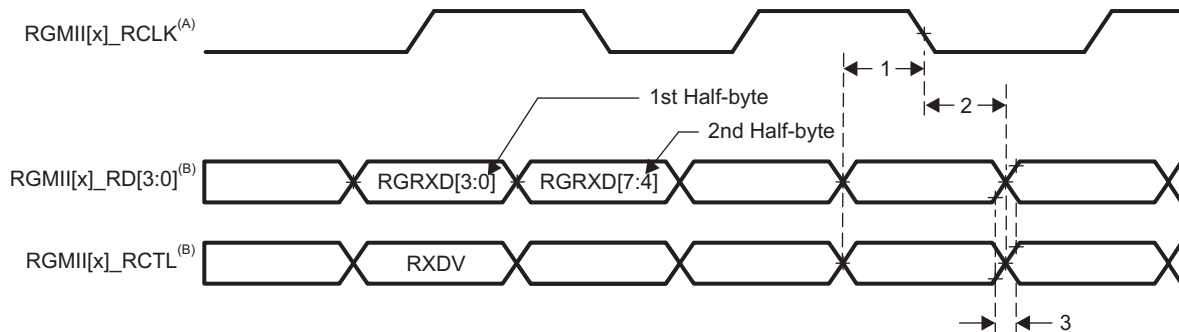 RGMII[x]_RCLK(A)
1
2
1st Half-byte
2nd Half-byte
RGMII[x]_RD[3:0](B)
RGRXD[3:0]
RGRXD[7:4]
RGMII[x]_RCTL(B)
RXDV
3